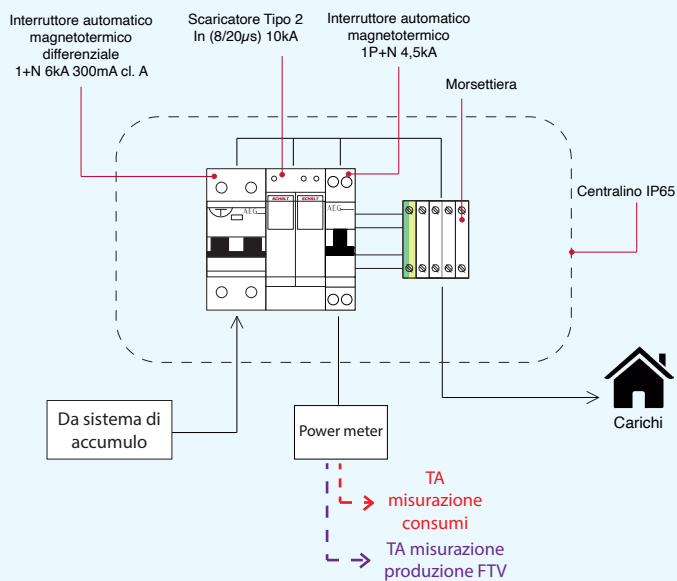 Interruttore automatico
magnetotermico
differenziale
1+N 6kA 300mA cl. A
Scaricatore Tipo 2
In (8/20µs) 10kA
Interruttore automatico
magnetotermico
1P+N 4,5kA
Morsettiera
Centralino IP65
AEG
SCHILT
SCHILT
AEG
Da sistema di
accumulo
Power meter
Carichi
TA
misurazione
consumi
TA misurazione
produzione FTV